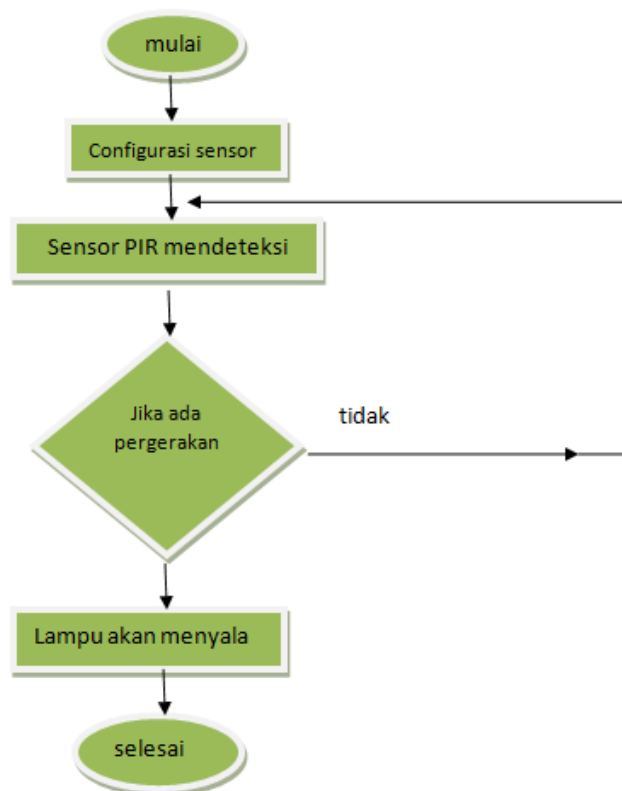 mulai
Configurasi sensor
Sensor PIR mendeteksi
Jika ada
pergerakan
tidak
Lampu akan menyala
selesai